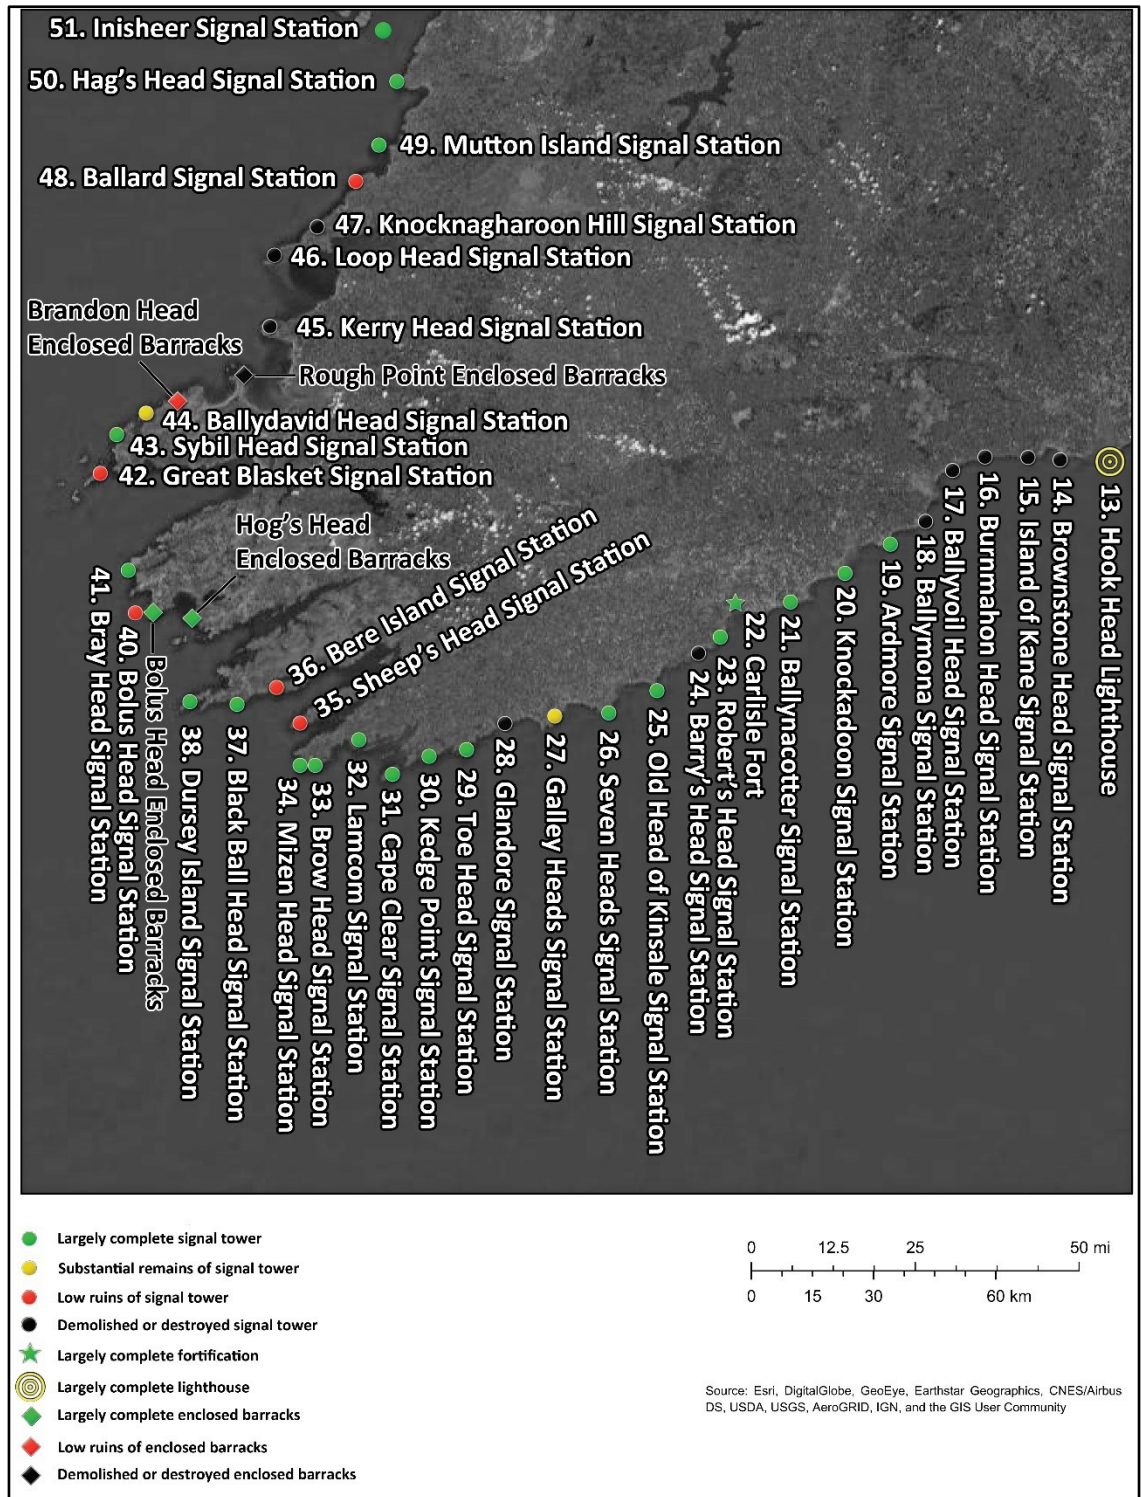 51. Inisheer Signal Station
50. Hag's Head Signal Station
49. Mutton Island Signal Station
48. Ballard Signal Station
47. Knocknagharoon Hill Signal Station
46. Loop Head Signal Station
Brandon Head
Enclosed Barracks
45. Kerry Head Signal Station
Rough Point Enclosed Barracks
44. Ballydavid Head Signal Station
43. Sybil Head Signal Station
42. Great Blasket Signal Station
Hog's Head
Enclosed Barracks
36. Bere Island Signal Station
35. Sheep's Head Signal Station
41. Bray Head Signal Station
40. Bolus Head Signal Station
Bolus Head Enclosed Barracks
38. Dursey Island Signal Station
37. Black Ball Head Signal Station
34. Mizen Head Signal Station
33. Brow Head Signal Station
32. Lamcom Signal Station
31. Cape Clear Signal Station
30. Kedge Point Signal Station
29. Toe Head Signal Station
28. Glandore Signal Station
27. Galley Heads Signal Station
26. Seven Heads Signal Station
25. Old Head of Kinsale Signal Station
24. Barry's Head Signal Station
23. Robert's Head Signal Station
22. Carlisle Fort
21. Ballynacotter Signal Station
20. Knockadoon Signal Station
19. Ardmore Signal Station
18. Ballymona Signal Station
17. Ballyvoil Head Signal Station
16. Bunmahon Head Signal Station
15. Island of Kane Signal Station
14. Brownstone Head Signal Station
13. Hook Head Lighthouse
Largely complete signal tower
Substantial remains of signal tower
Low ruins of signal tower
Demolished or destroyed signal tower
Largely complete fortification
Largely complete lighthouse
Largely complete enclosed barracks
Low ruins of enclosed barracks
Demolished or destroyed enclosed barracks
0 12.5 25 50 mi
0 15 30 60 km
Source: Esri, DigitalGlobe, GeoEye, Earthstar Geographics, CNES/Airbus
DS, USDA, USGS, AeroGRID, IGN, and the GIS User Community